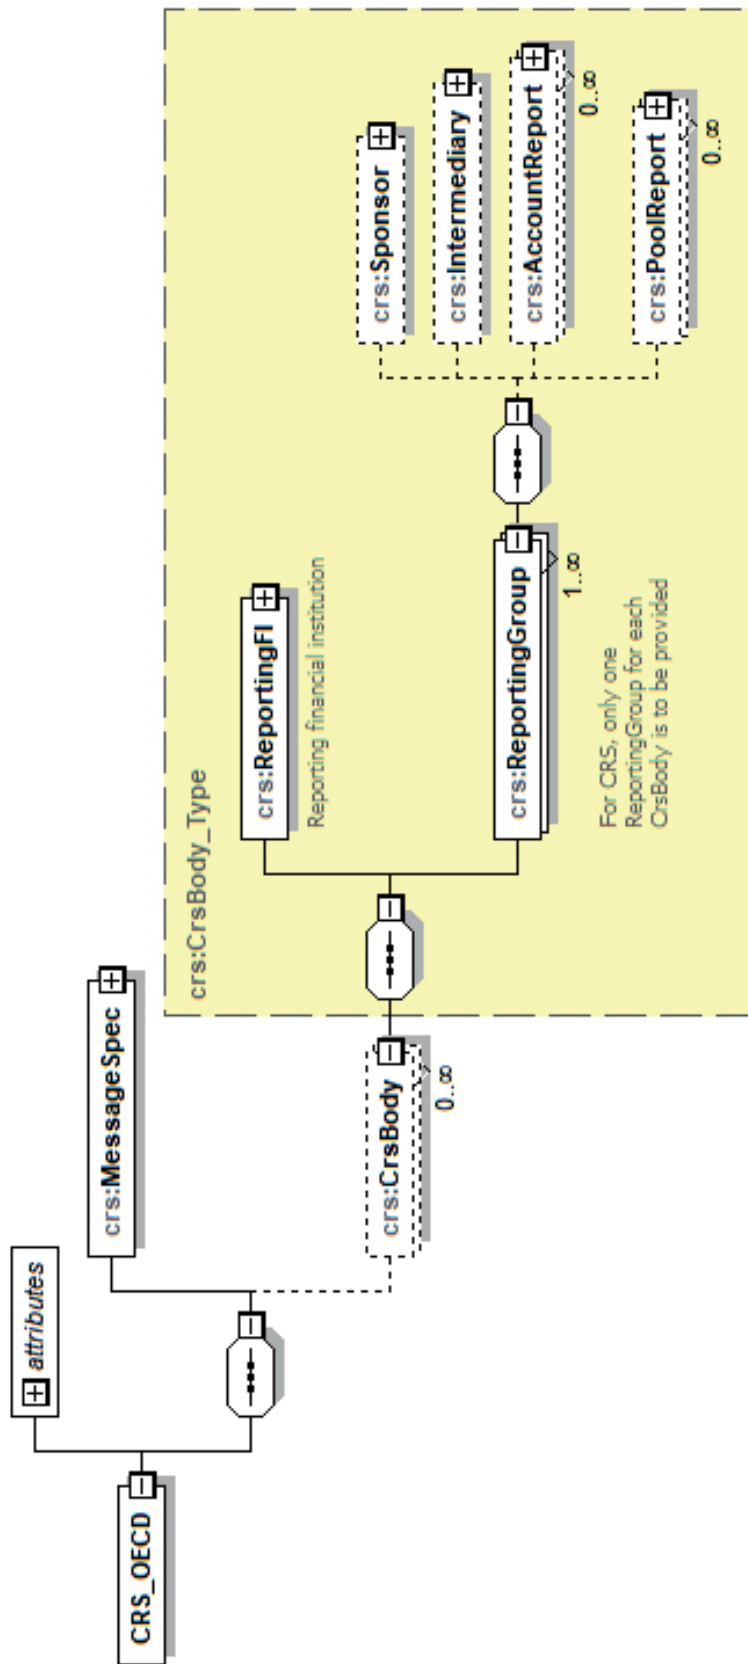 CRS_OECD
attributes
crs:MessageSpec
crs:CrsBody
0..∞
crs:CrsBody_Type
crs:ReportingFI
Reporting financial institution
crs:ReportingGroup
1..∞
For CRS, only one
ReportingGroup for each
CrsBody is to be provided
crs:Sponsor
crs:Intermediary
crs:AccountReport
0..∞
crs:PoolReport
0..∞